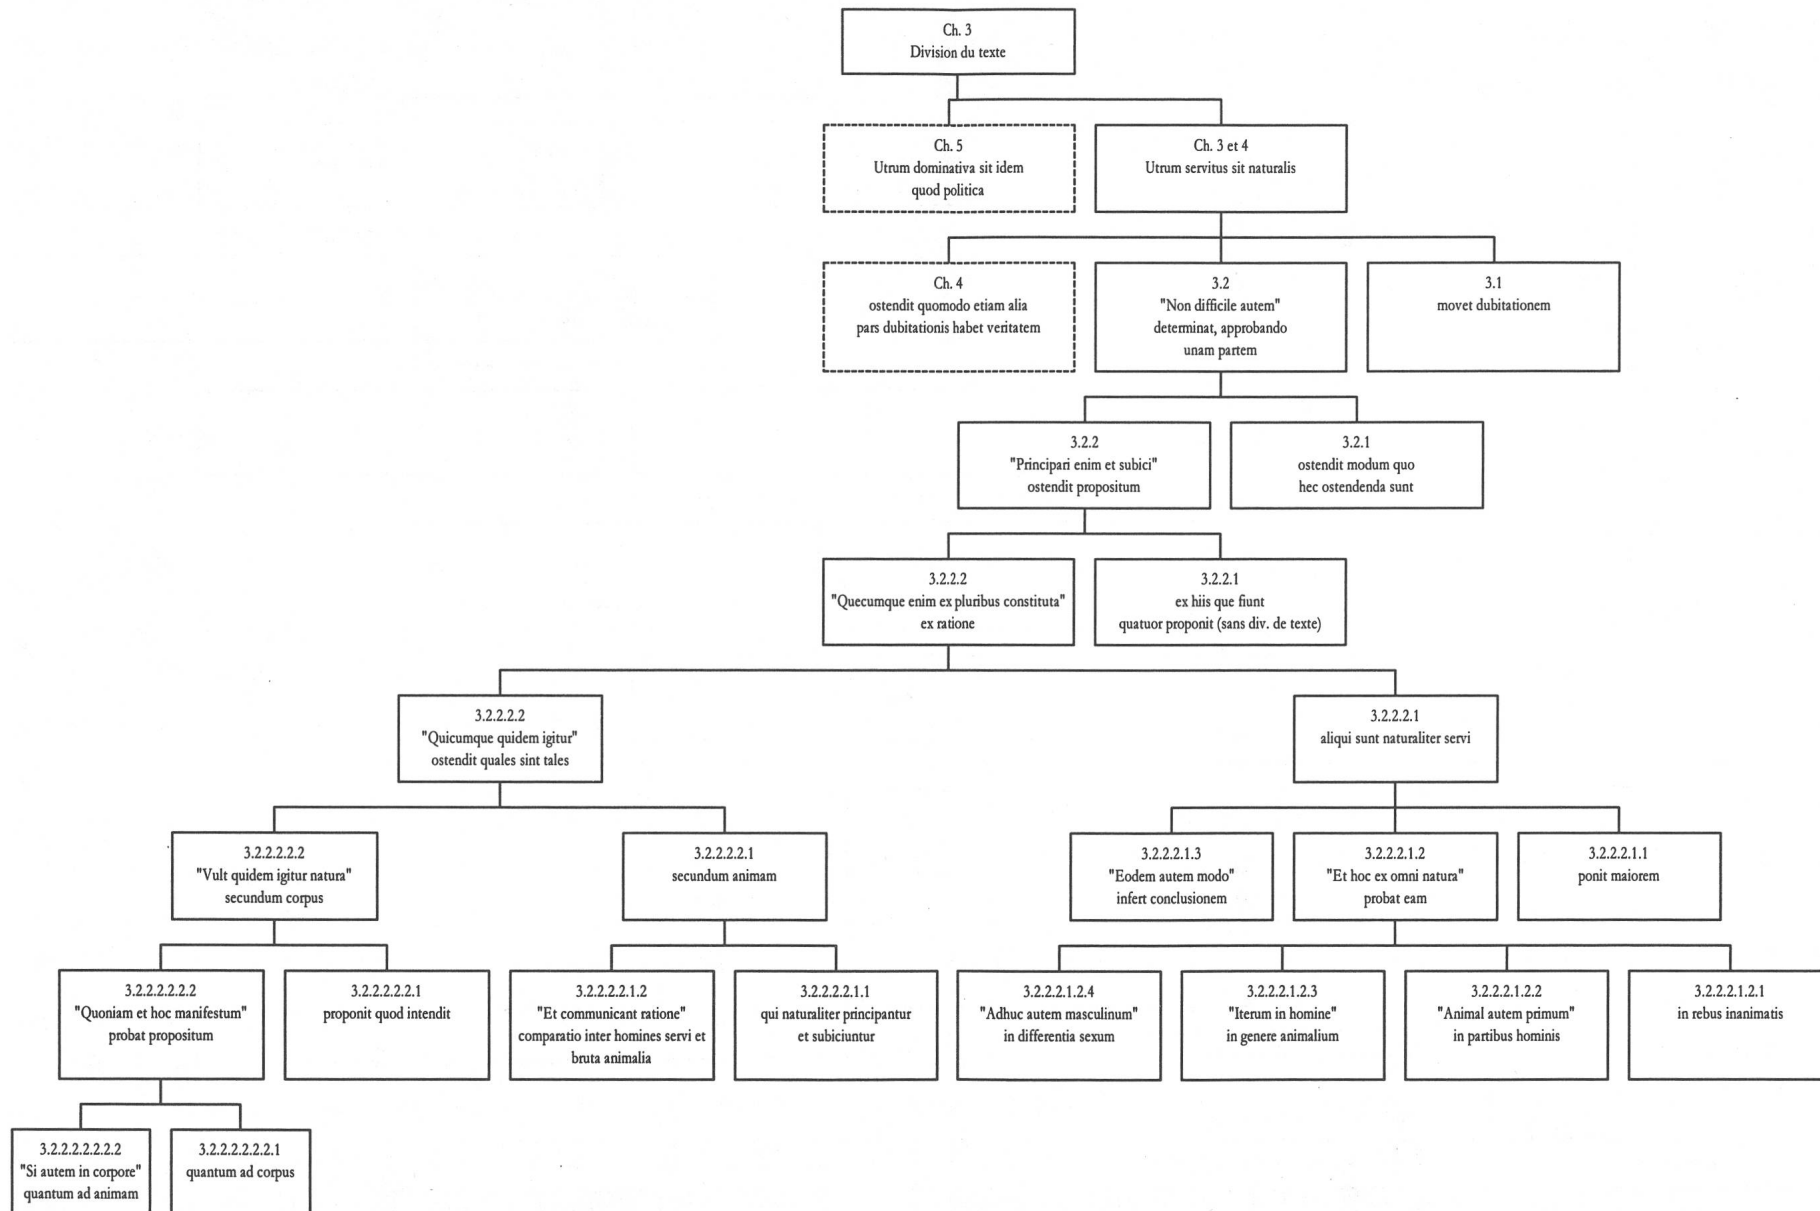 Ch. 3
Division du texte
Ch. 5
Utrum dominativa sit idem
quod politica
Ch. 3 et 4
Utrum servitus sit naturalis
Ch. 4
ostendit quomodo etiam alia
pars dubitationis habet veritatem
3.2
"Non difficile autem"
determinat, approbando
unam partem
3.1
movet dubitationem
3.2.2
"Principari enim et subici"
ostendit propositum
3.2.1
ostendit modum quo
hec ostendenda sunt
3.2.2.2
"Quecumque enim ex pluribus constituta"
ex ratione
3.2.2.1
ex hiis que fiunt
quatuor proponit (sans div. de texte)
3.2.2.2.2
"Quicumque quidem igitur"
ostendit quales sint tales
3.2.2.2.1
aliqui sunt naturaliter servi
3.2.2.2.2.2
"Vult quidem igitur natura"
secundum corpus
3.2.2.2.2.1
secundum animam
3.2.2.2.1.3
"Eodem autem modo"
infert conclusionem
3.2.2.2.1.2
"Et hoc ex omni natura"
probat eam
3.2.2.2.1.1
ponit maiorem
3.2.2.2.2.2.2
"Quoniam et hoc manifestum"
probat propositum
3.2.2.2.2.2.1
proponit quod intendit
3.2.2.2.2.1.2
"Et communicant ratione"
comparatio inter homines servi et
bruta animalia
3.2.2.2.2.1.1
qui naturaliter principantur
et subiciuntur
3.2.2.2.1.2.4
"Adhuc autem masculinum"
in differentia sexum
3.2.2.2.1.2.3
"Iterum in homine"
in genere animalium
3.2.2.2.1.2.2
"Animal autem primum"
in partibus hominis
3.2.2.2.1.2.1
in rebus inanimatis
3.2.2.2.2.2.2.2
"Si autem in corpore"
quantum ad animam
3.2.2.2.2.2.2.1
quantum ad corpus